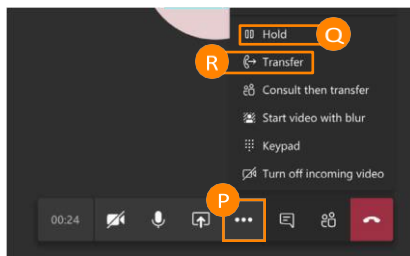 Hold Q
R Transfer
Consult then transfer
Start video with blur
Keypad
Turn off incoming video
P
00:24